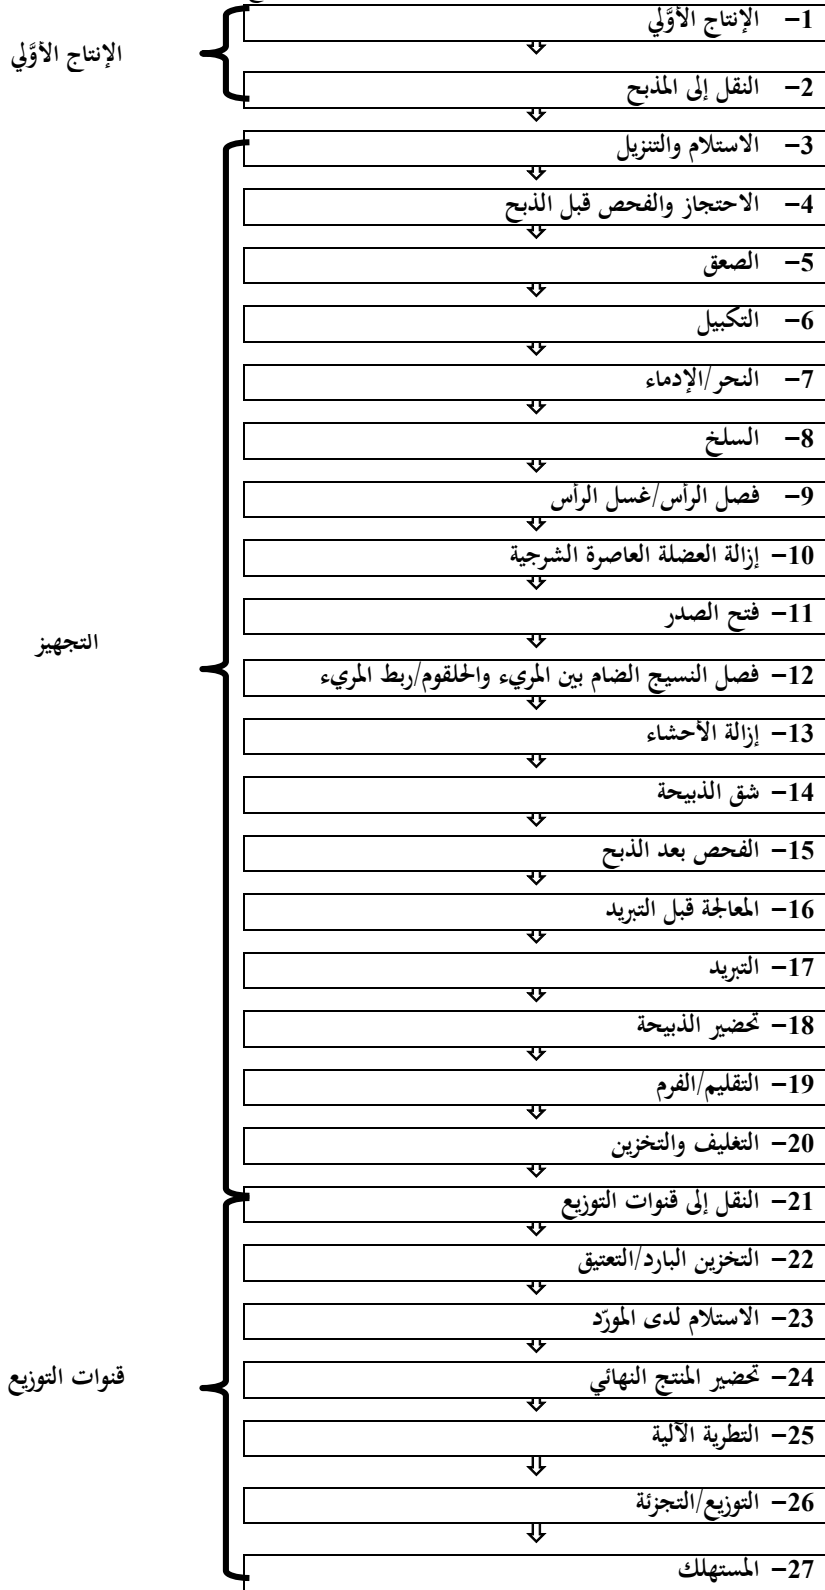 1– الإنتاج الأوَّلي
الإنتاج الأوَّلي
2– النقل إلى المذبح
3– الاستلام والتنزيل
4– الاحتجاز والفحص قبل الذبح
5– الصعق
6– التكبيل
7– النحر/الإدماء
8– السلخ
9– فصل الرأس/غسل الرأس
10– إزالة العضلة العاصرة الشرجية
11– فتح الصدر
التجهيز
12– فصل النسيج الضام بين المريء والحلقوم/ربط المريء
13– إزالة الأحشاء
14– شق الذبيحة
15– الفحص بعد الذبح
16– المعالجة قبل التبريد
17– التبريد
18– تحضير الذبيحة
19– التقليم/الفرم
20– التغليف والتخزين
21– النقل إلى قنوات التوزيع
22– التخزين البارد/التعتيق
23– الاستلام لدى المورّد
24– تحضير المنتج النهائي
قنوات التوزيع
25– التطرية الآلية
26– التوزيع/التجزئة
27– المستهلك